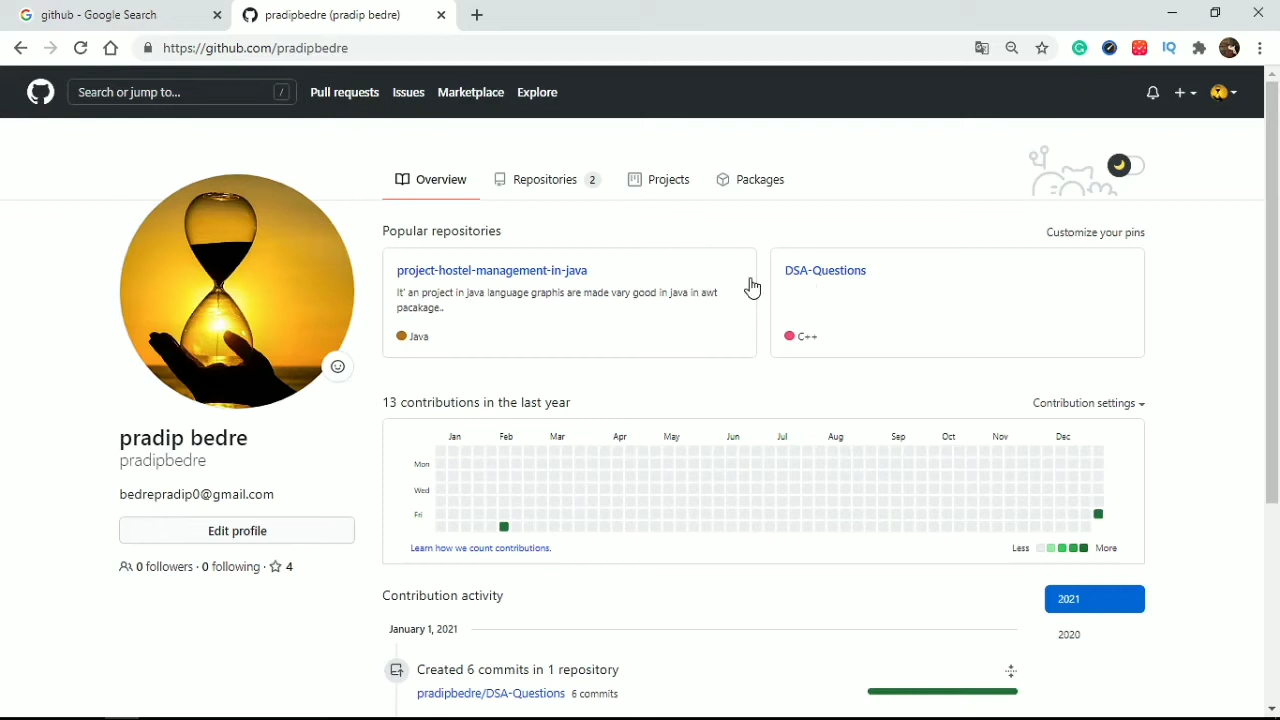 github - Google Search
pradipbedre (pradip bedre)
https://github.com/pradipbedre
IQ
Search or jump to...
/
Pull requests
Issues
Marketplace
Explore
Overview
Repositories 2
Projects
Packages
Popular repositories
Customize your pins
project-hostel-management-in-java
It' an project in java language graphis are made vary good in java in awt
pacakage..
Java
DSA-Questions
C++
13 contributions in the last year
Contribution settings
Jan Feb Mar Apr May Jun Jul Aug Sep Oct Nov Dec
Mon
Wed
Fri
Learn how we count contributions.
Less
More
pradip bedre
pradipbedre
bedrepradip0@gmail.com
Edit profile
0 followers · 0 following · 4
Contribution activity
2021
2020
January 1, 2021
Created 6 commits in 1 repository
pradipbedre/DSA-Questions 6 commits